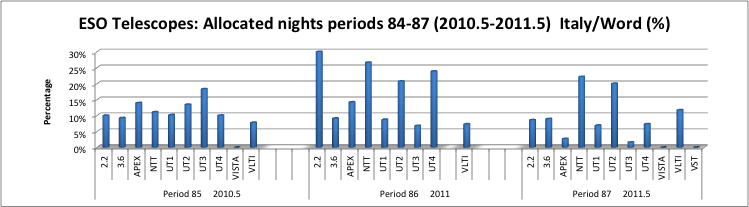 ESO Telescopes: Allocated nights periods 84-87 (2010.5-2011.5) Italy/Word (%)
Percentage
30%
25%
20%
15%
10%
5%
0%
2.2 3.6 APEX NTT UT1 UT2 UT3 UT4 VISTA VLTI 2.2 3.6 APEX NTT UT1 UT2 UT3 UT4 VLTI 2.2 3.6 APEX NTT UT1 UT2 UT3 UT4 VISTA VLTI VST
Period 85 2010.5 Period 86 2011 Period 87 2011.5